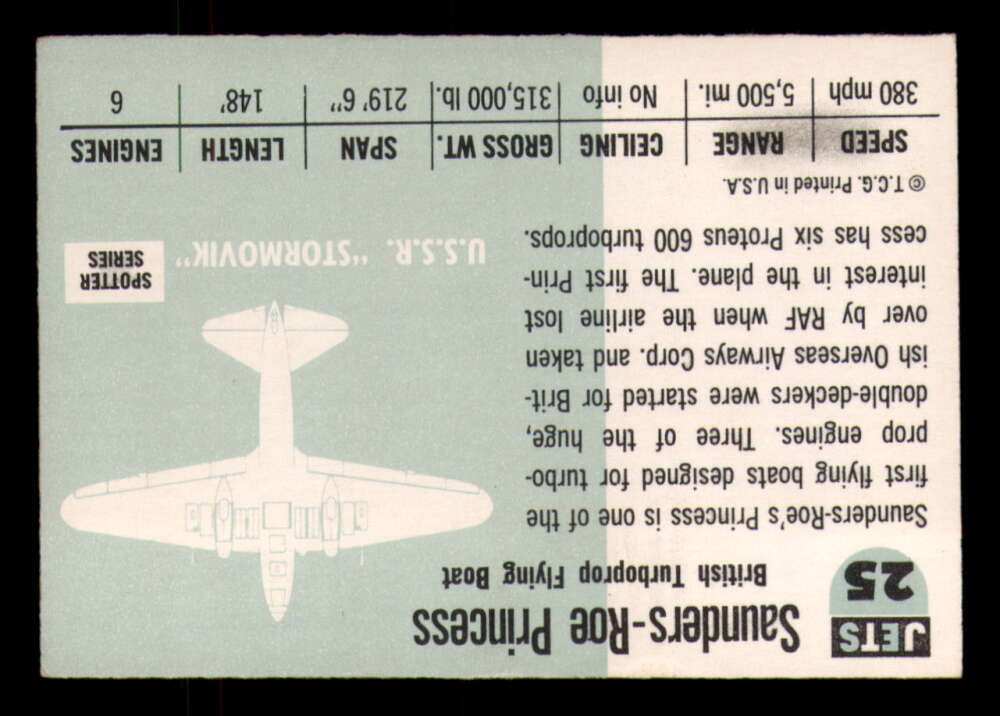 JETS
25
Saunders-Roe Princess
British Turboprop Flying Boat
Saunders-Roe's Princess is one of the
first flying boats designed for turbo-
prop engines. Three of the huge,
double-deckers were started for Brit-
ish Overseas Airways Corp. and taken
over by RAF when the airline lost
interest in the plane. The first Prin-
cess has six Proteus 600 turboprops.
© T.C.G. Printed in U.S.A.
SPOTTER
SERIES
U.S.S.R. "STORMOVIK"
SPEED RANGE CEILING GROSS WT. SPAN LENGTH ENGINES
380 mph 5,500 mi. No info 315,000 lb. 219' 6" 148' 6